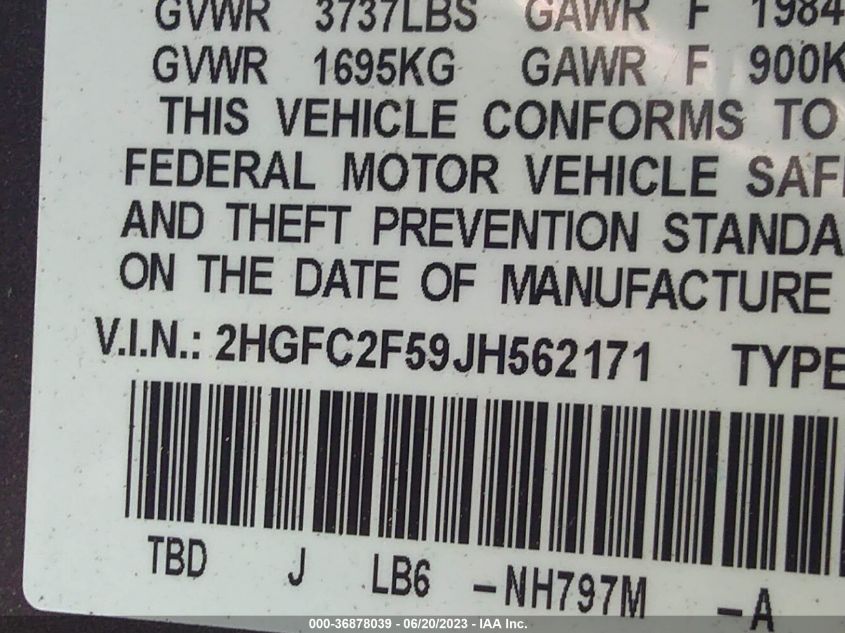 GVWR 3737LBS GAWR F 1984
GVWR 1695KG GAWR F 900K
THIS VEHICLE CONFORMS TO
FEDERAL MOTOR VEHICLE SAF
AND THEFT PREVENTION STANDA
ON THE DATE OF MANUFACTURE
V.I.N.: 2HGFC2F59JH562171 TYPE
TBD J LB6 -NH797M -A
000-36878039 - 06/20/2023 - IAA Inc.